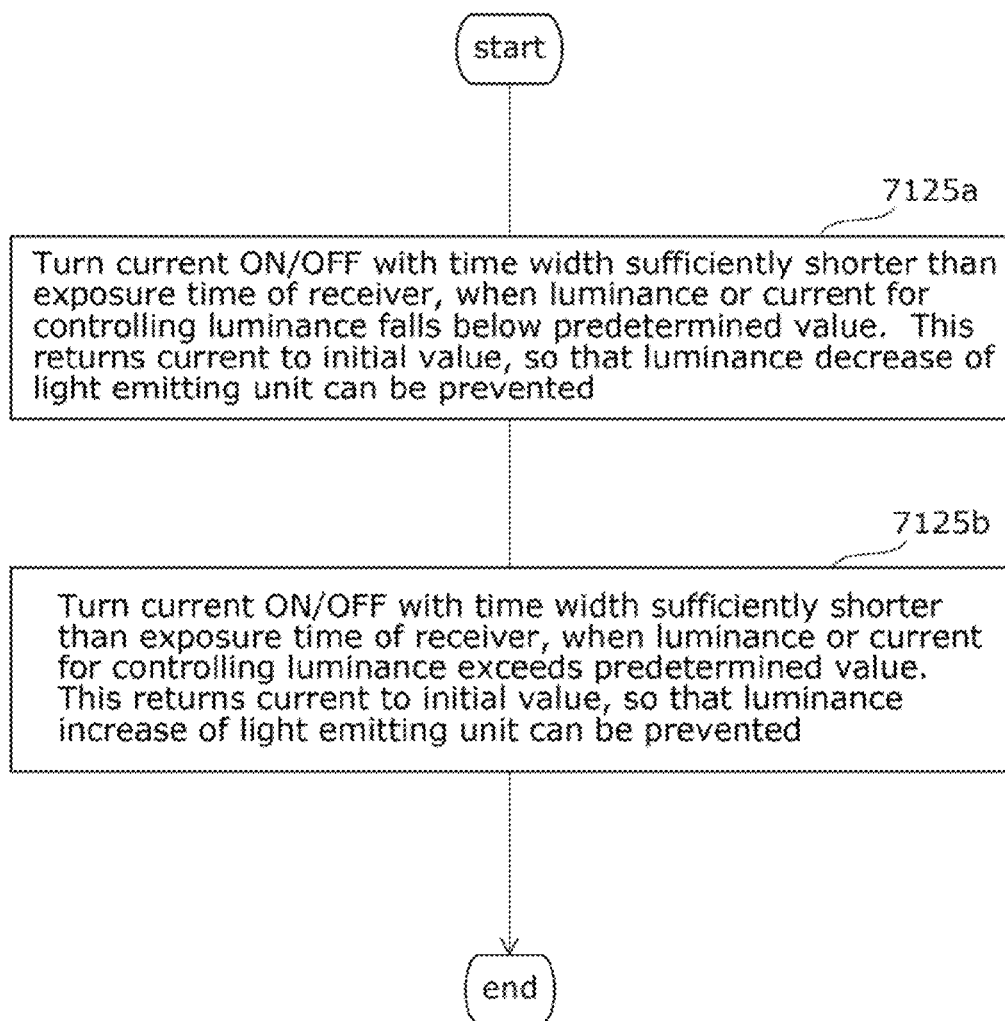 start
7125a
Turn current ON/OFF with time width sufficiently shorter than
exposure time of receiver, when luminance or current for
controlling luminance falls below predetermined value. This
returns current to initial value, so that luminance decrease of
light emitting unit can be prevented
7125b
Turn current ON/OFF with time width sufficiently shorter
than exposure time of receiver, when luminance or current
for controlling luminance exceeds predetermined value.
This returns current to initial value, so that luminance
increase of light emitting unit can be prevented
end